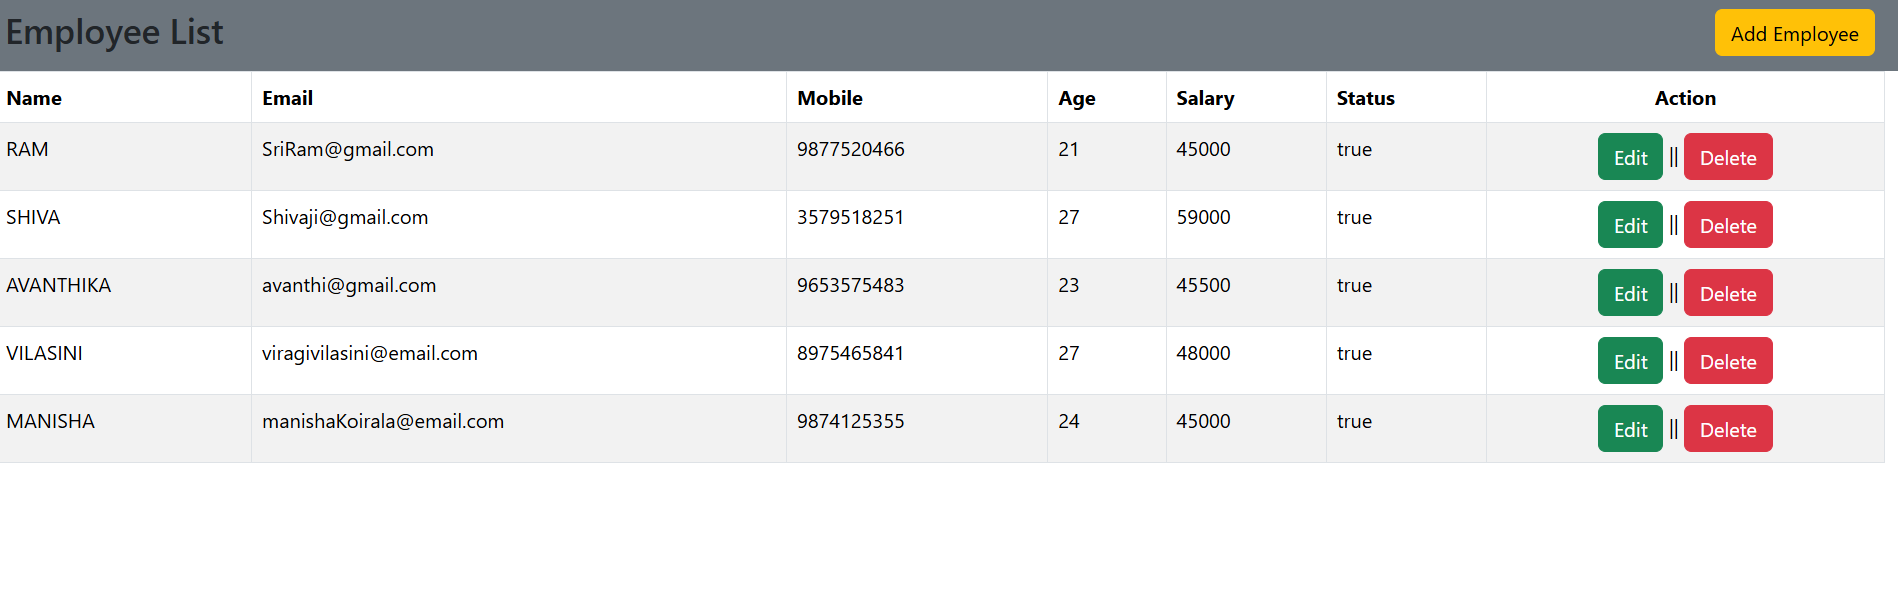 Employee List Add Employee
Name Email Mobile Age Salary Status Action
RAM SriRam@gmail.com 9877520466 21 45000 true Edit || Delete
SHIVA Shivaji@gmail.com 3579518251 27 59000 true Edit || Delete
AVANTHIKA avanthi@gmail.com 9653575483 23 45500 true Edit || Delete
VILASINI viragivilasini@email.com 8975465841 27 48000 true Edit || Delete
MANISHA manishaKoirala@email.com 9874125355 24 45000 true Edit || Delete